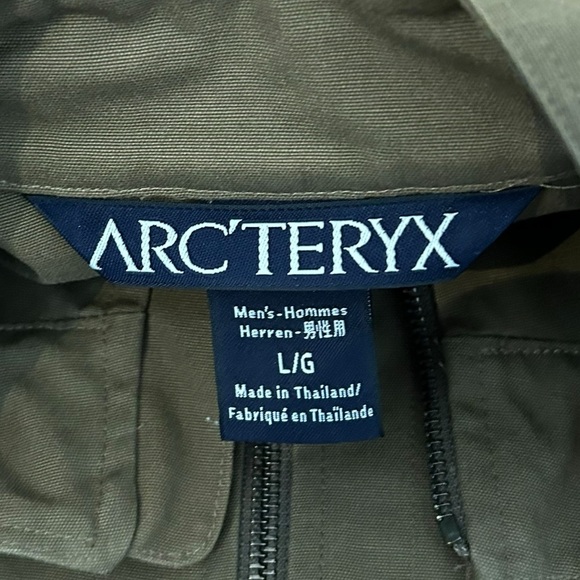 ARC'TERYX
Men's-Hommes
Herren-男性用
L/G
Made in Thailand/
Fabriqué en Thaïlande